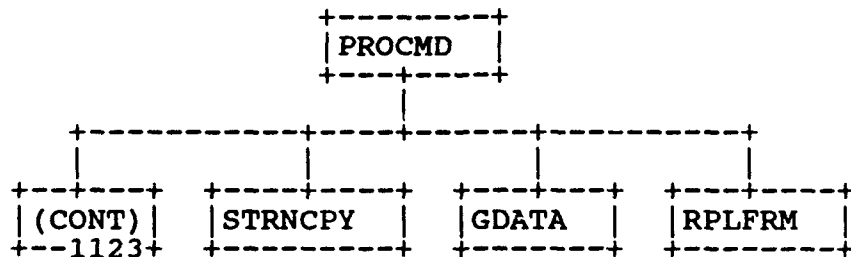 PROCMD
(CONT) STRNCPY GDATA RPLFRM
1123